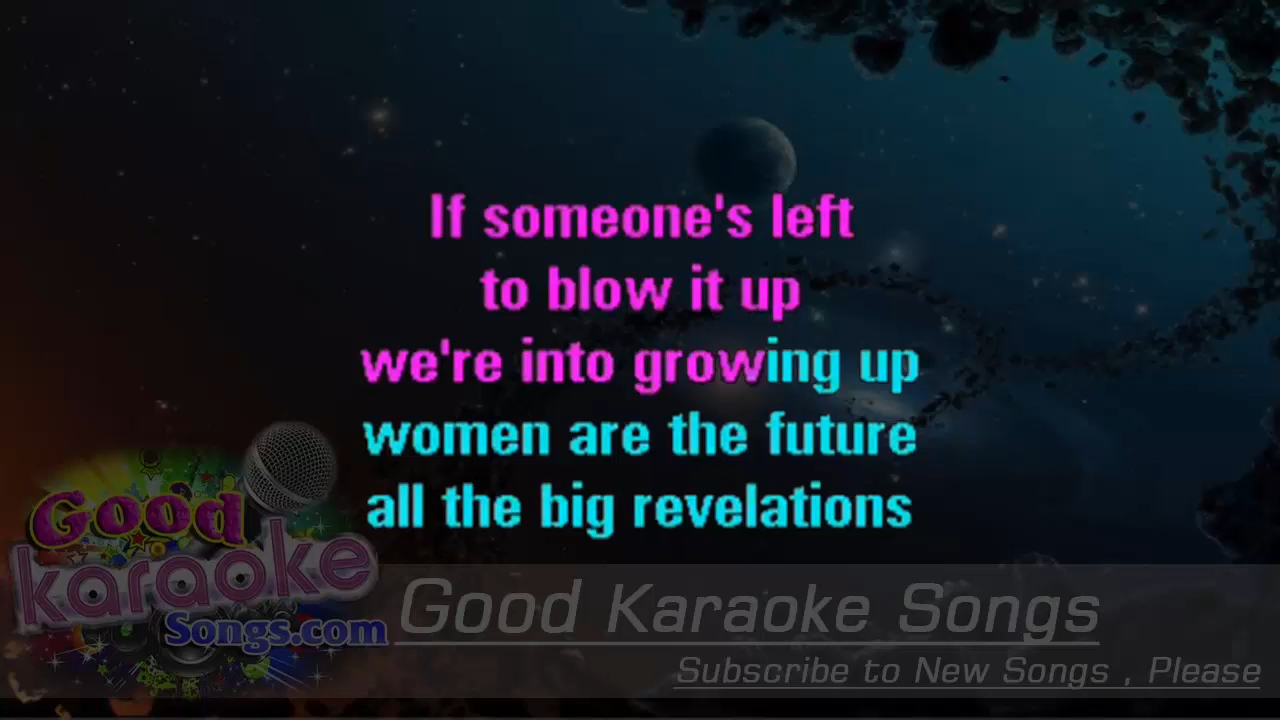 If someone's left
to blow it up
we're into growing up
women are the future
all the big revelations
Good
karaoke
Songs.com
Good Karaoke Songs
Subscribe to New Songs , Please